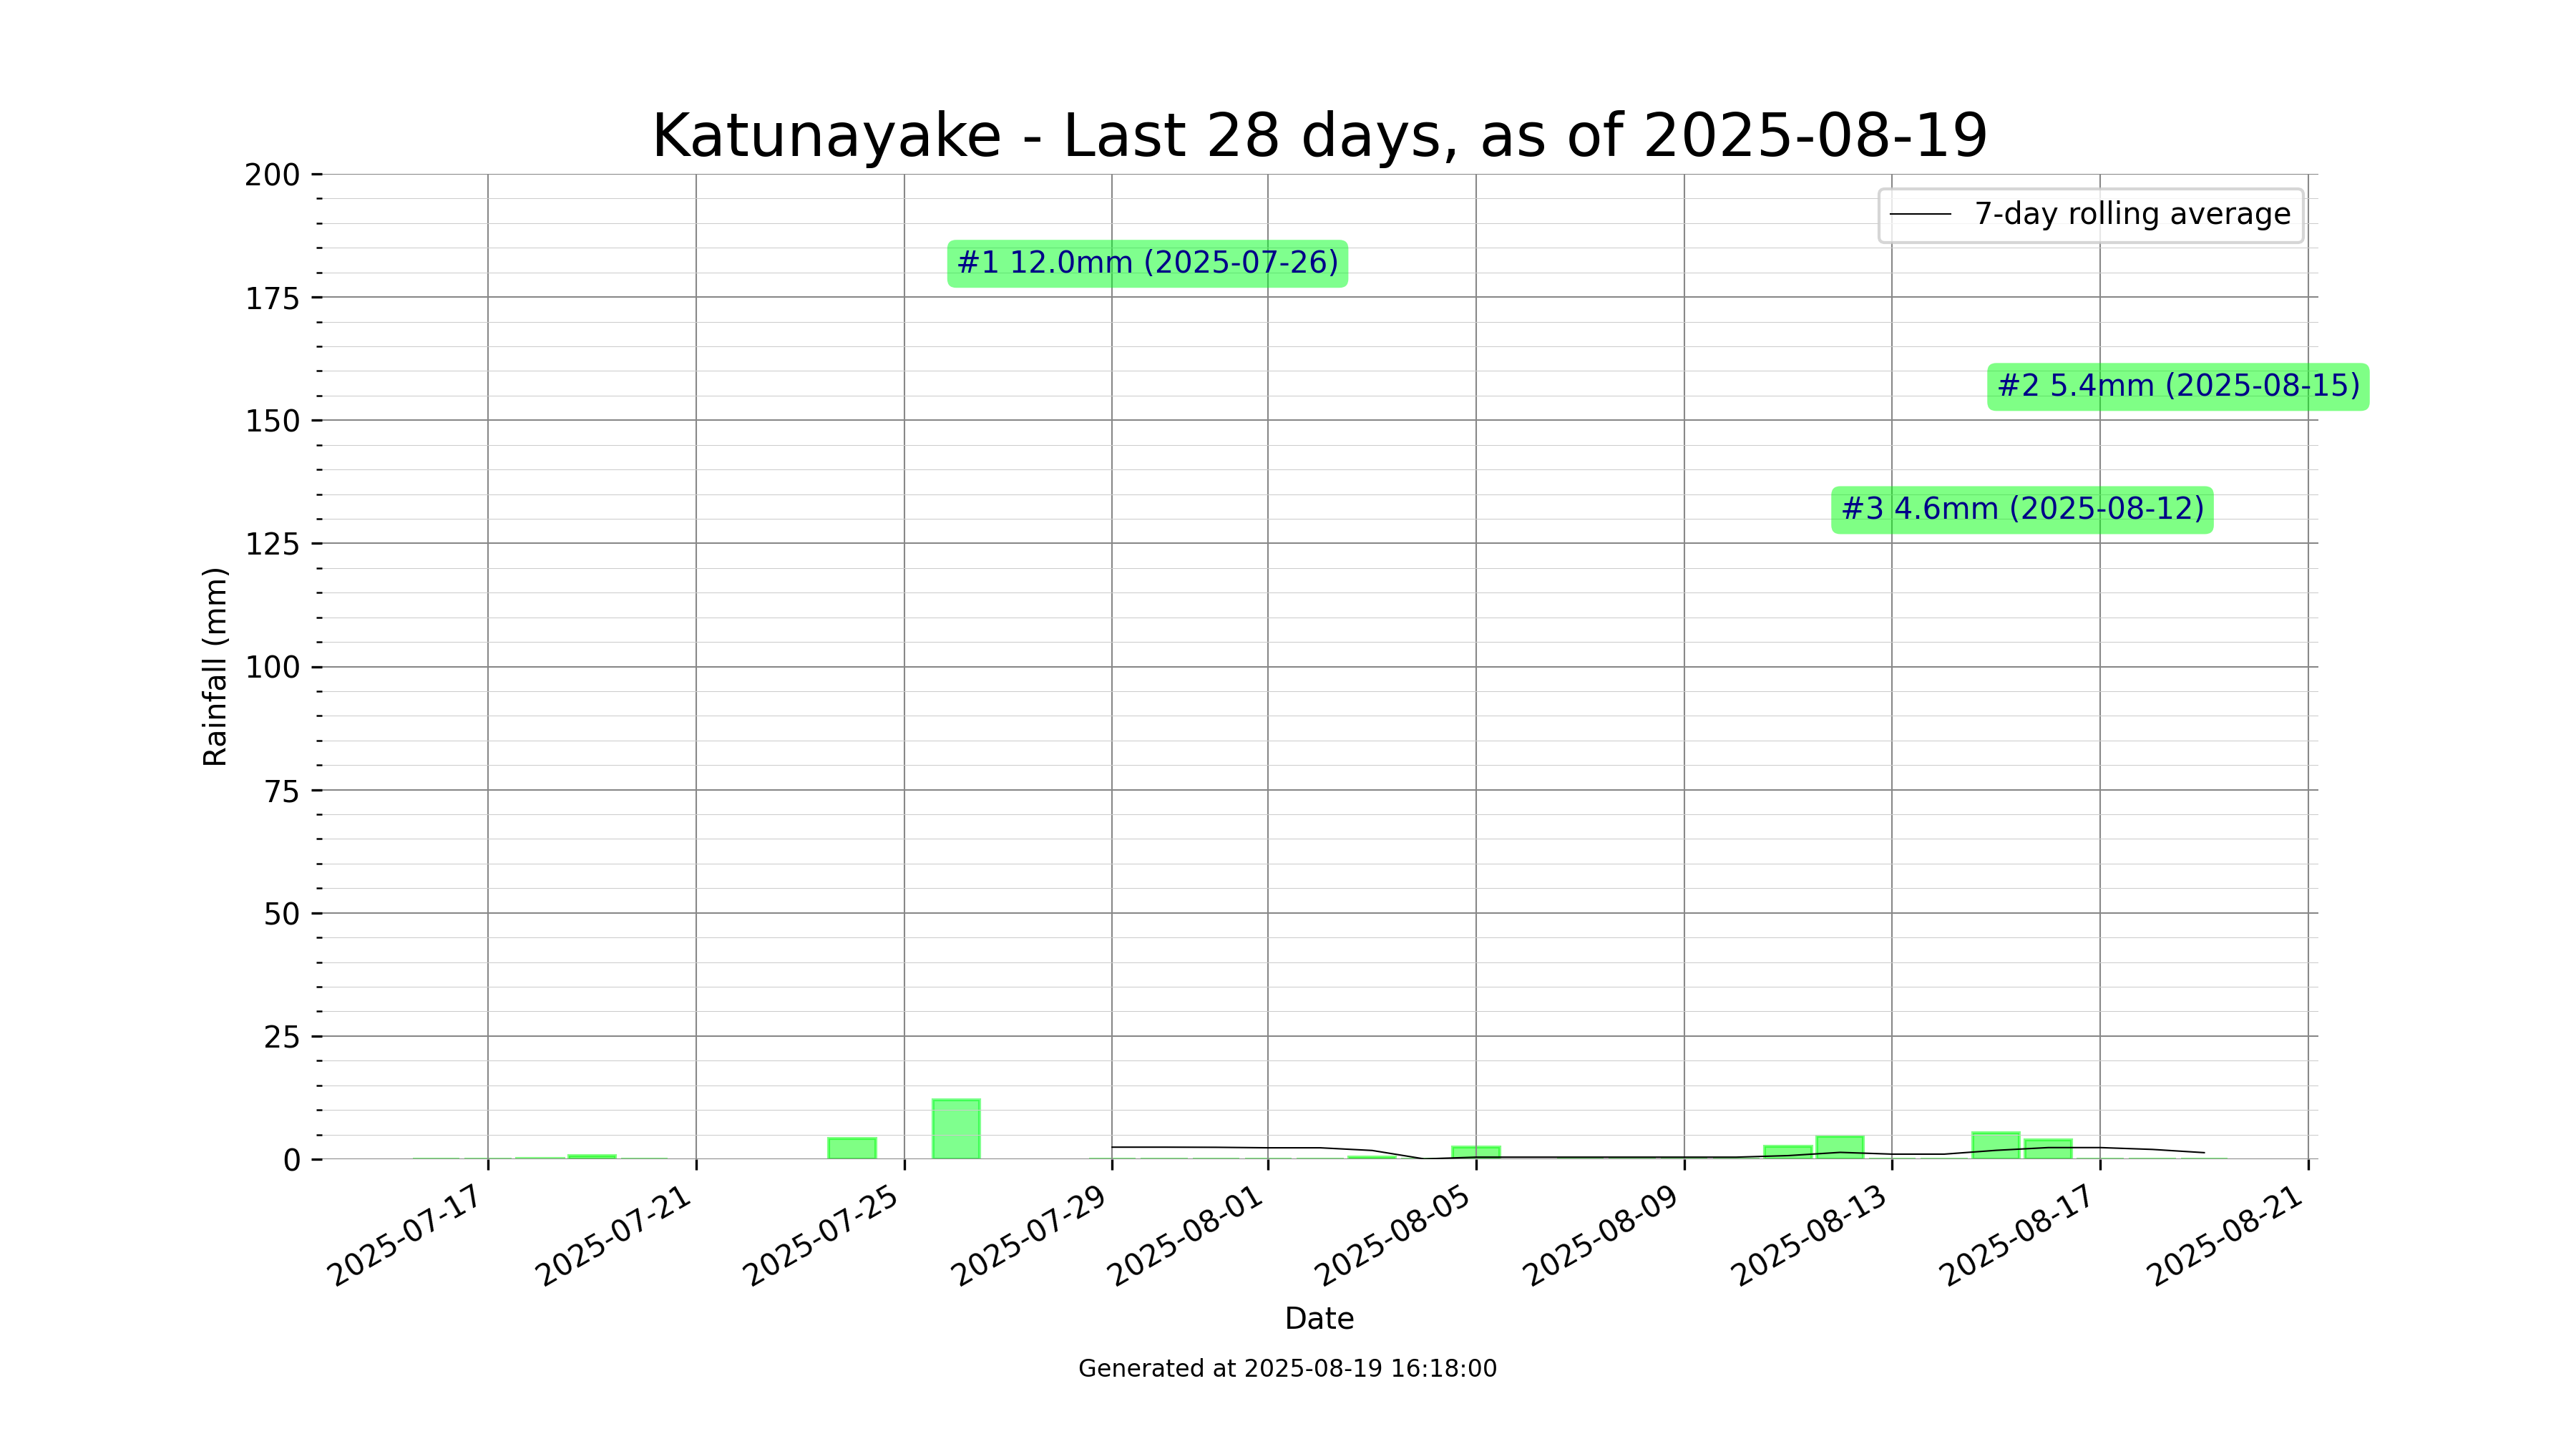 Katunayake - Last 28 days, as of 2025-08-19
200
175
150
125
100
75
50
25
0
Rainfall (mm)
7-day rolling average
#1 12.0mm (2025-07-26)
#2 5.4mm (2025-08-15)
#3 4.6mm (2025-08-12)
2025-07-17
2025-07-21
2025-07-25
2025-07-29
2025-08-01
2025-08-05
2025-08-09
2025-08-13
2025-08-17
2025-08-21
Date
Generated at 2025-08-19 16:18:00